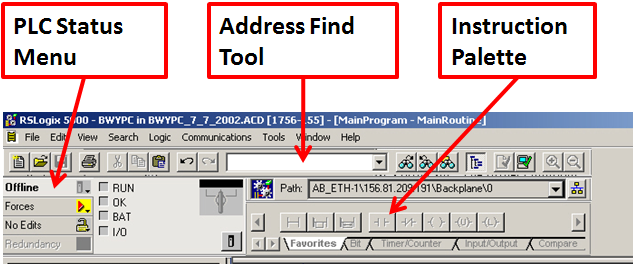 PLC Status Menu
Address Find Tool
Instruction Palette
RSLogix 5000 - BWYPC in BWYPC_7_7_2002.ACD [1756- 55] - [MainProgram - MainRoutine]
File Edit View Search Logic Communications Tools Window Help
Offline
RUN
Path: AB_ETH-1\156.81.209.191\Backplane\0
Forces
OK
No Edits
BAT
Redundancy
I/O
Favorites Bit Timer/Counter Input/Output Compare